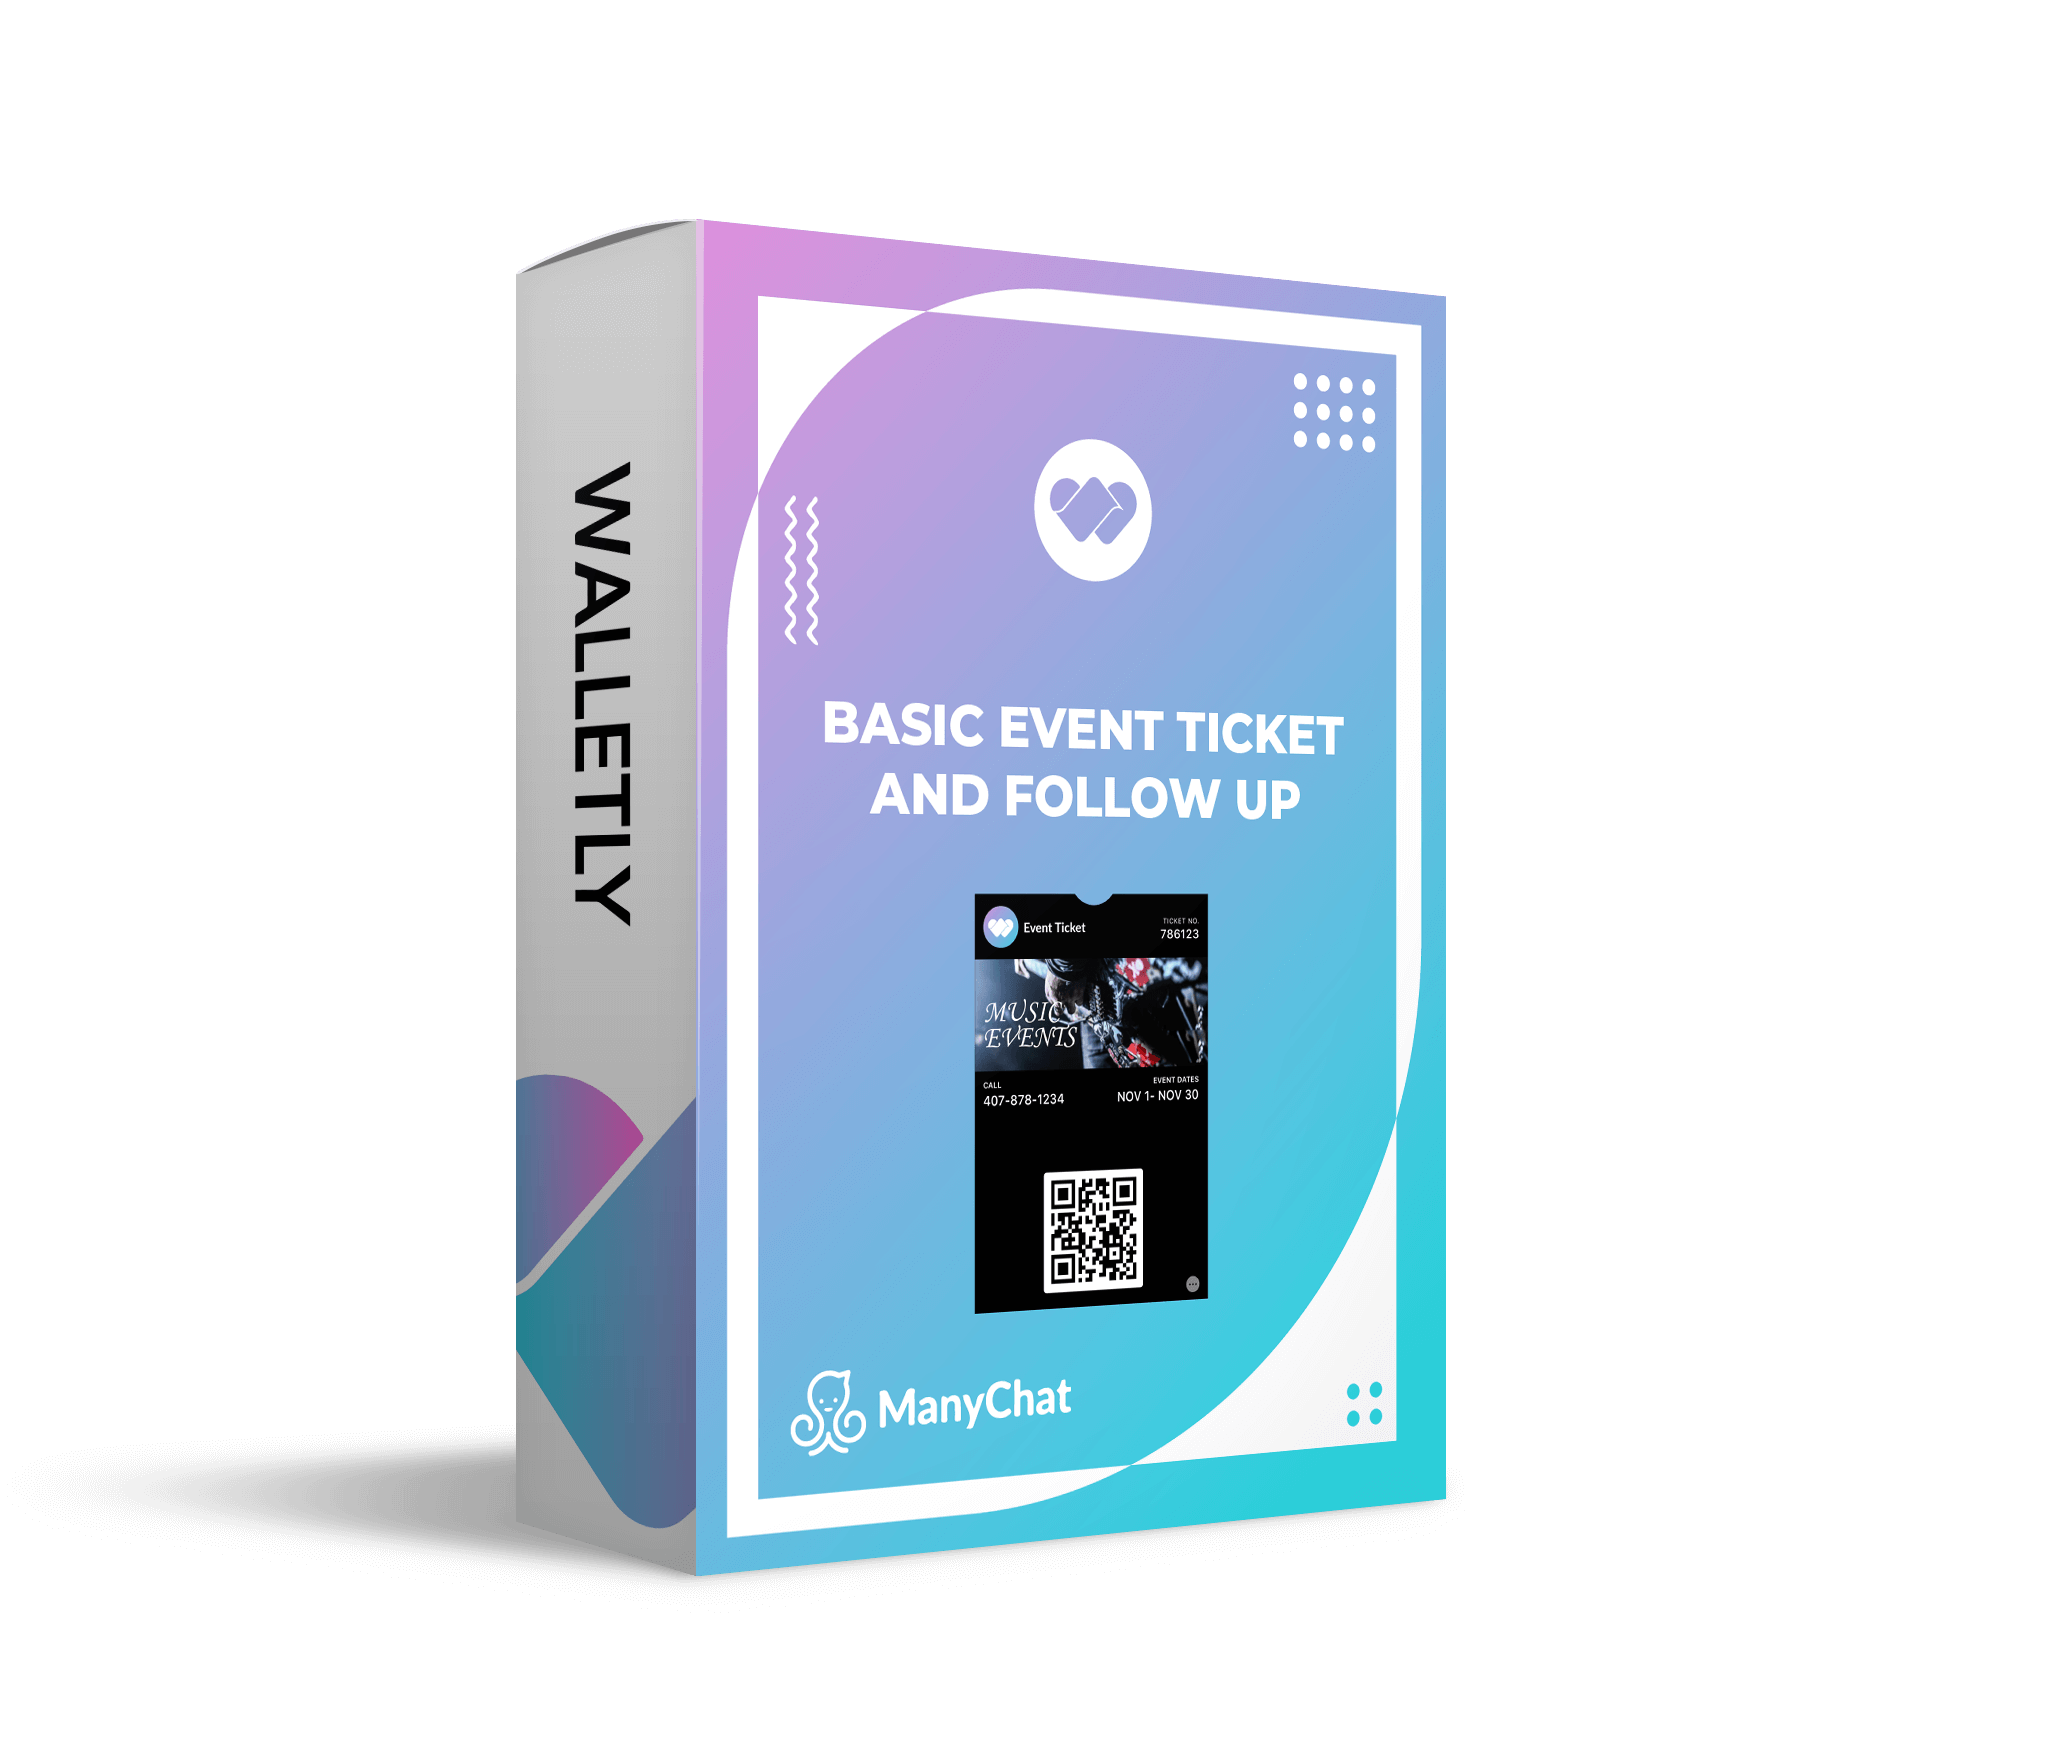 WALLETLY
BASIC EVENT TICKET
AND FOLLOW UP
Event Ticket
TICKET NO.
786123
MUSIC
EVENTS
CALL
407-878-1234
EVENT DATES
NOV 1- NOV 30
ManyChat